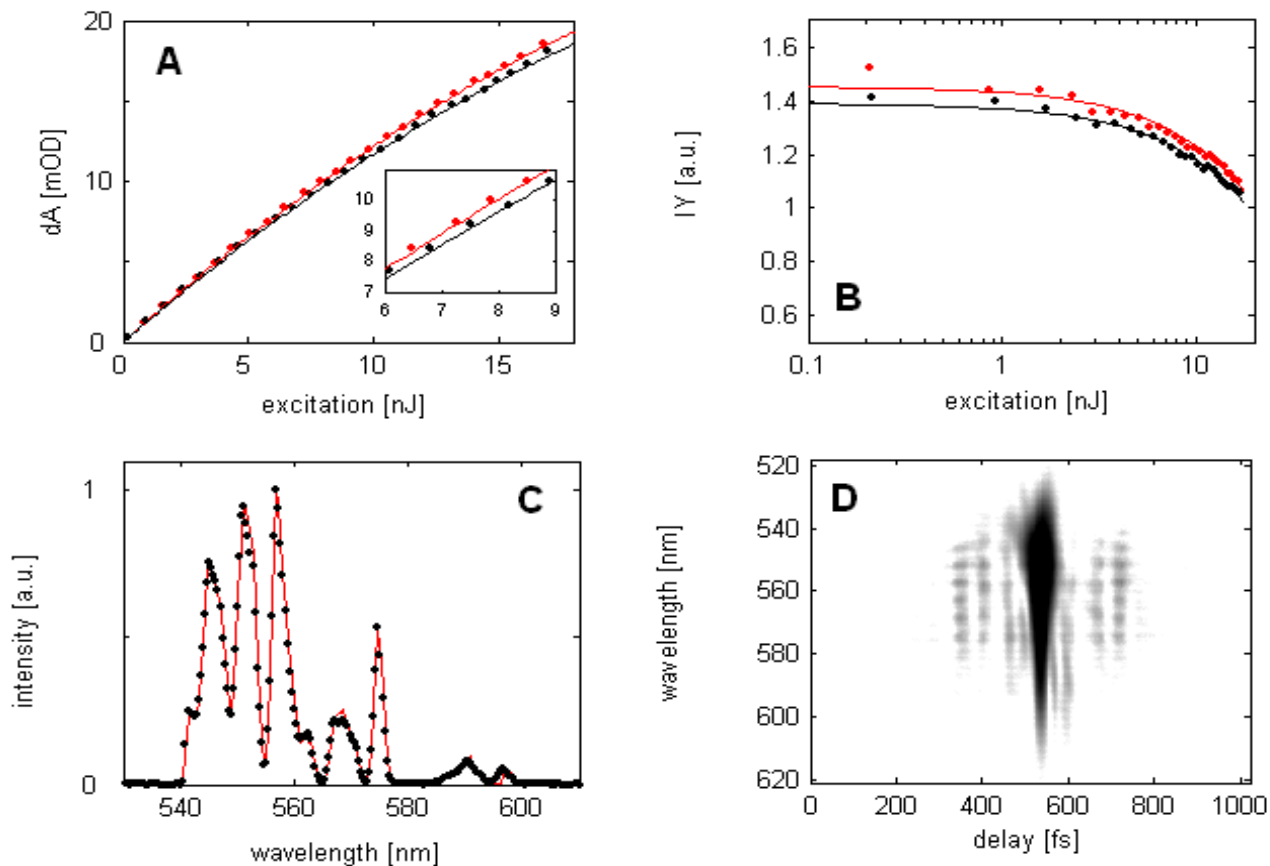 A
20
10
0
dA [mOD]
0 5 10 15
excitation [nJ]
10
9
8
7
6 7 8 9
B
1.6
1.4
1.2
1
0.8
0.6
IY [a.u.]
0.1 1 10
excitation [nJ]
C
1
0
intensity [a.u.]
540 560 580 600
wavelength [nm]
D
520
540
560
580
600
620
wavelength [nm]
0 200 400 600 800 1000
delay [fs]